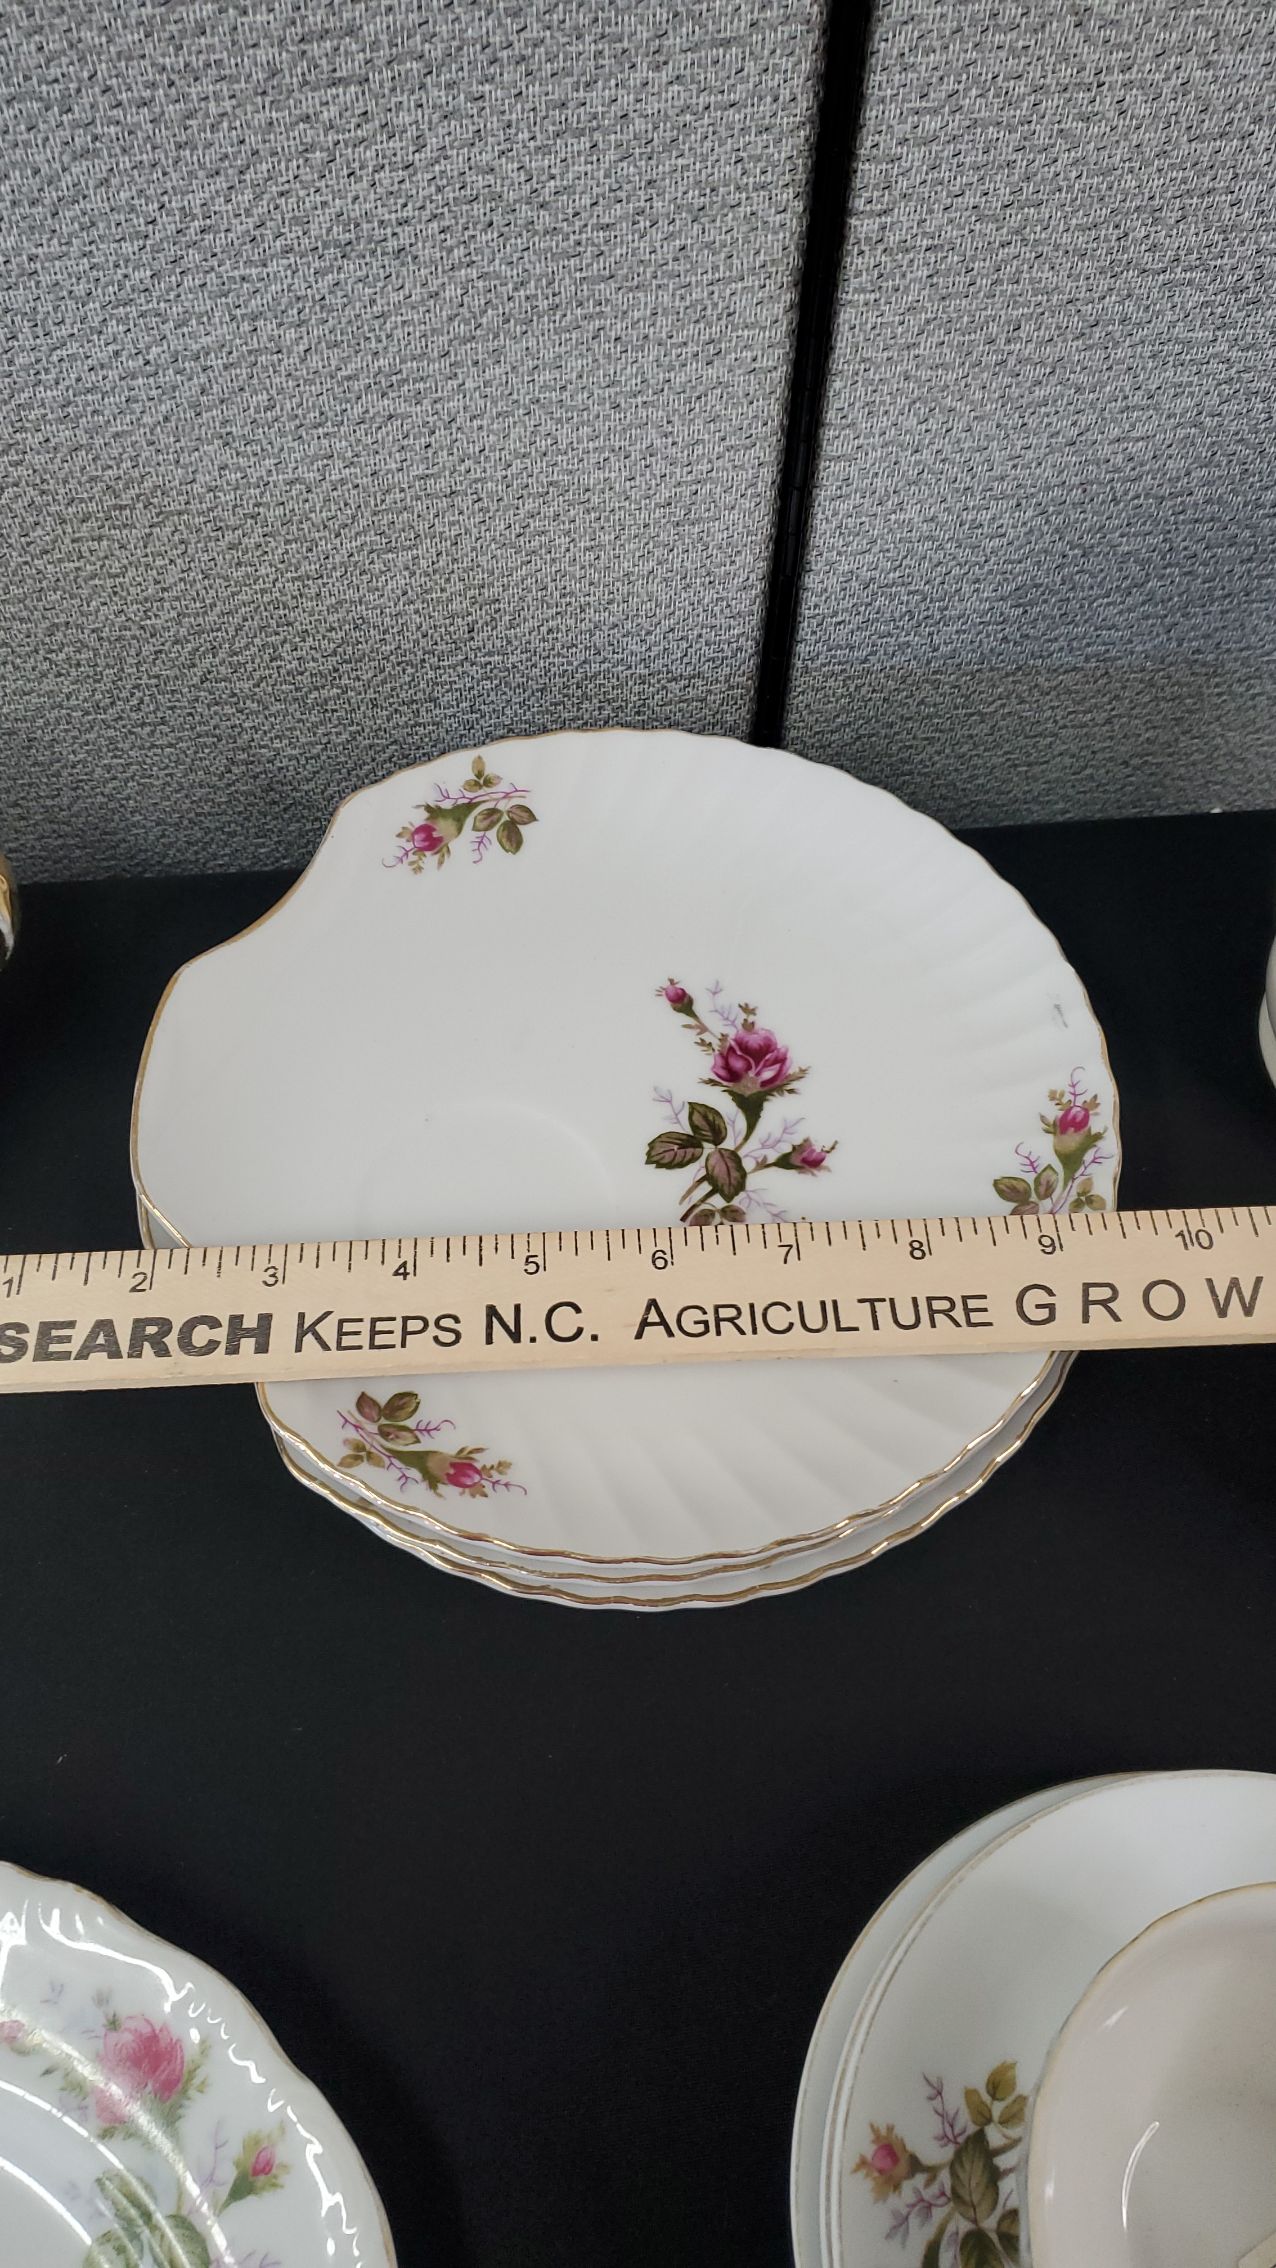 1 2 3 4 5 6 7 8 9 10
SEARCH KEEPS N.C. AGRICULTURE GROW